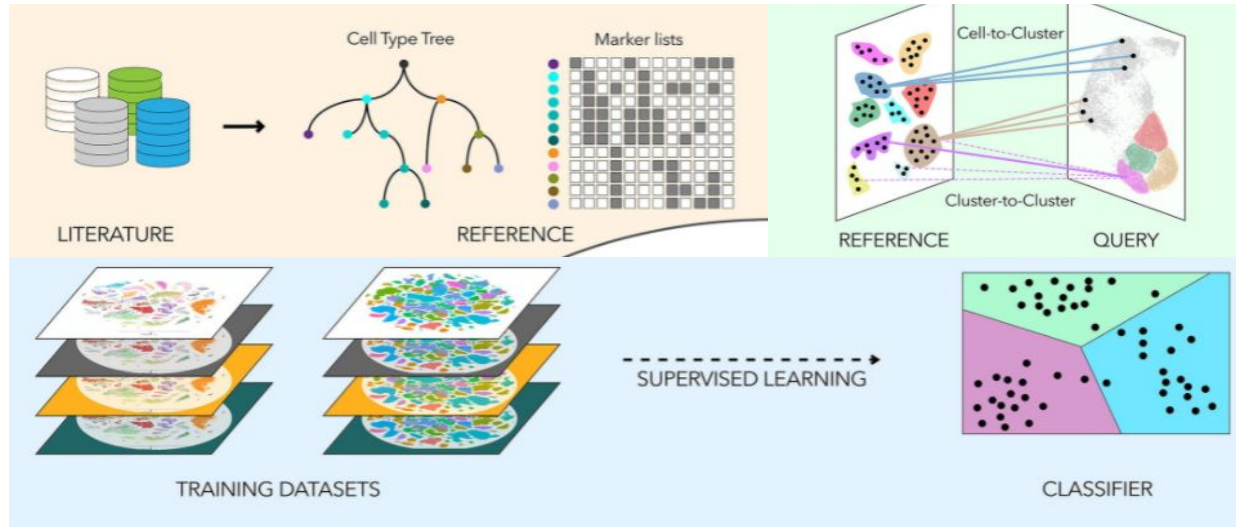 Cell Type Tree
Marker lists
LITERATURE
REFERENCE
Cell-to-Cluster
Cluster-to-Cluster
REFERENCE
QUERY
SUPERVISED LEARNING
TRAINING DATASETS
CLASSIFIER